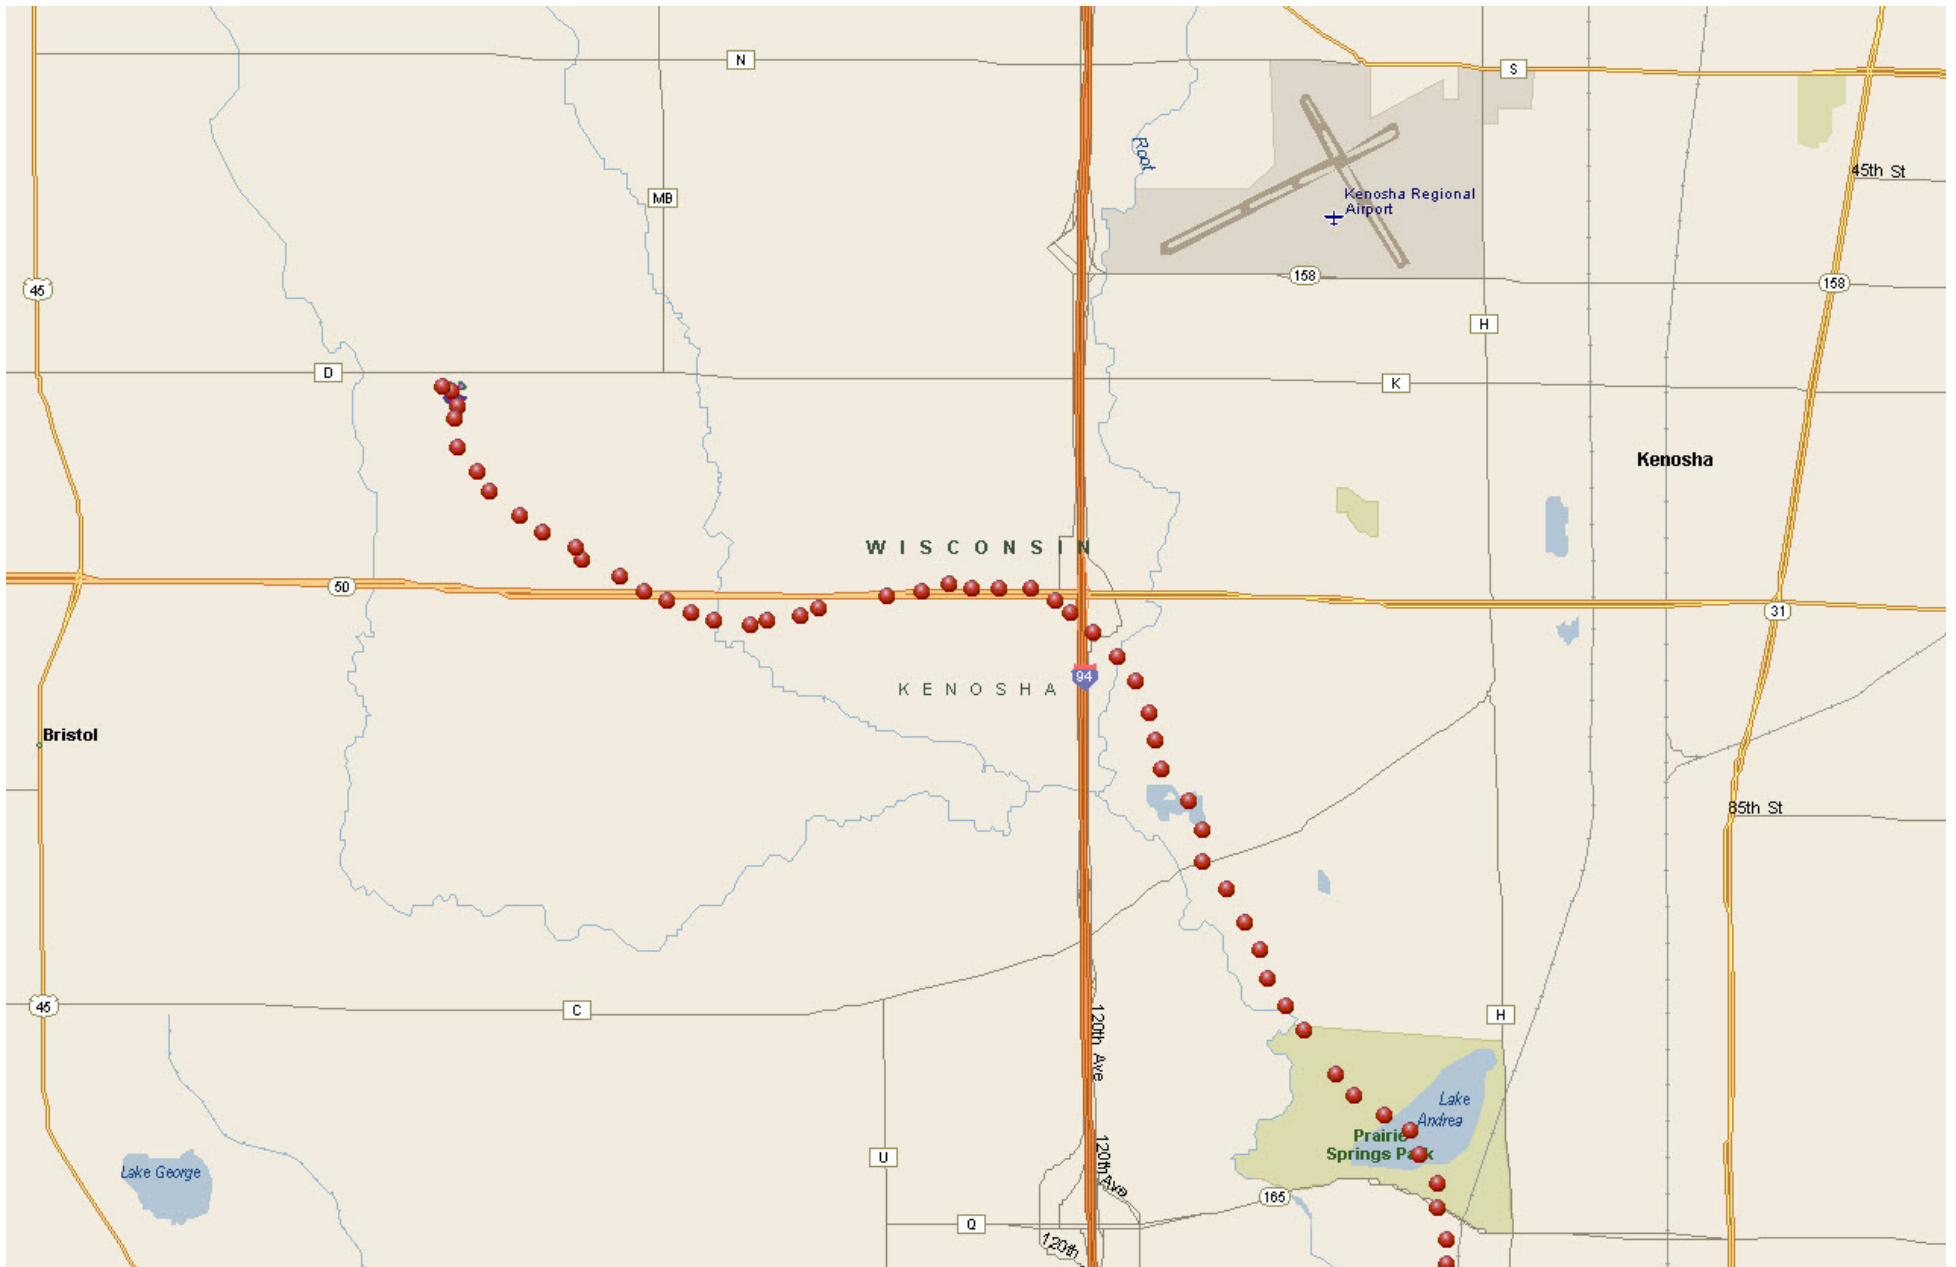 N
S
Root
45th St
MB
Kenosha Regional
Airport
45
158
158
H
D
K
Kenosha
WISCONSIN
50
31
94
KENOSHA
Bristol
85th St
45
C
H
120th Ave
Lake
Andrea
Prairie
Springs Park
120th Ave
U
Lake George
165
Q
120th